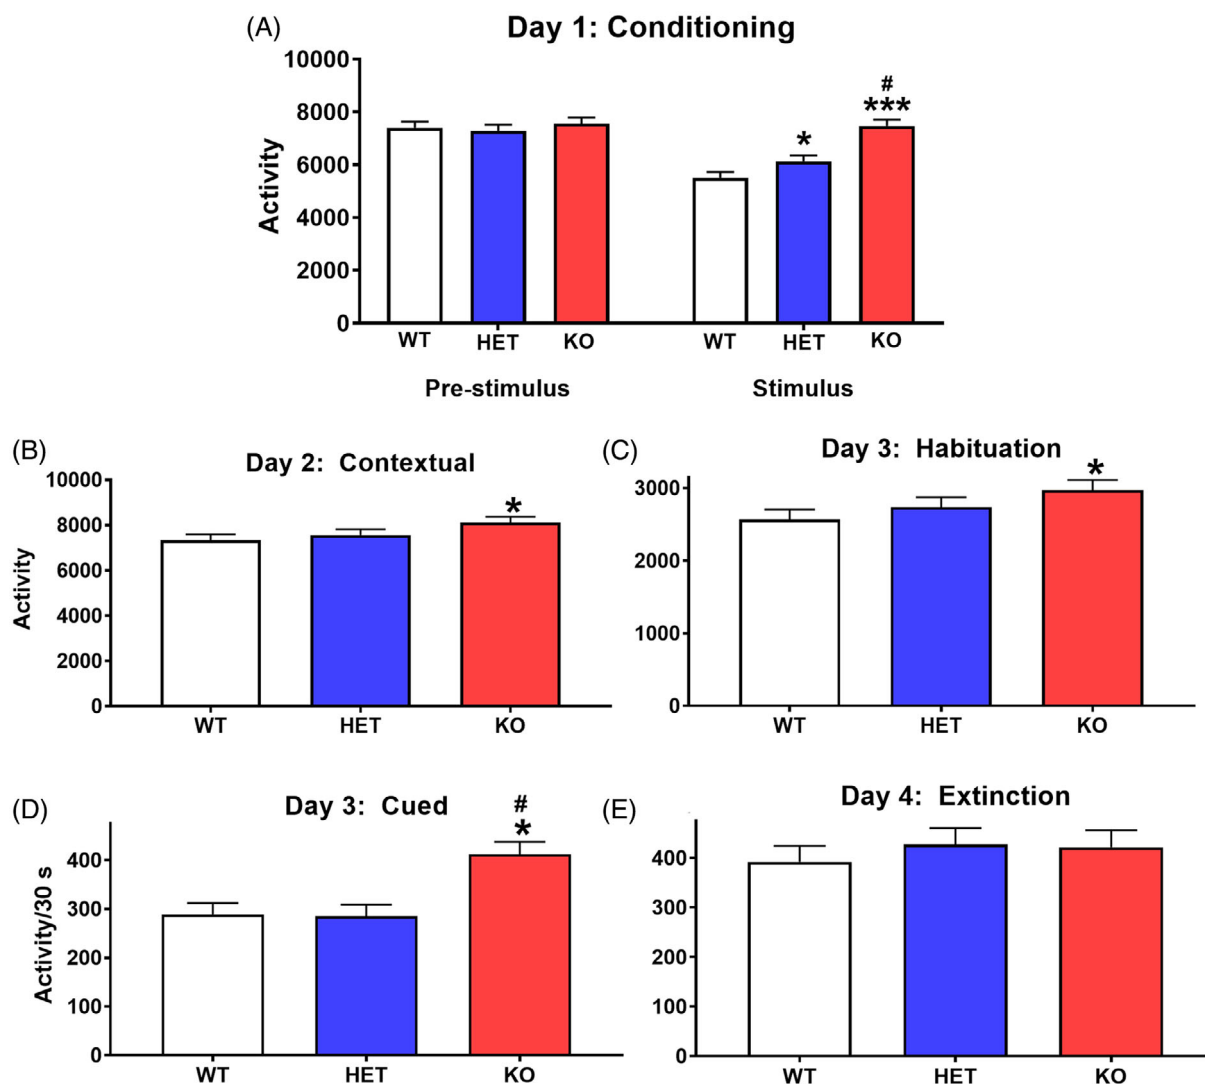 (A)
Day 1: Conditioning
10000
8000
6000
4000
2000
0
Activity
#
***
*
WT HET KO WT HET KO
Pre-stimulus Stimulus
(B)
Day 2: Contextual
10000
8000
6000
4000
2000
0
Activity
*
WT HET KO
(C)
Day 3: Habituation
3000
2000
1000
0
*
WT HET KO
(D)
Day 3: Cued
400
300
200
100
0
Activity/30 s
#
*
WT HET KO
(E)
Day 4: Extinction
400
300
200
100
0
WT HET KO